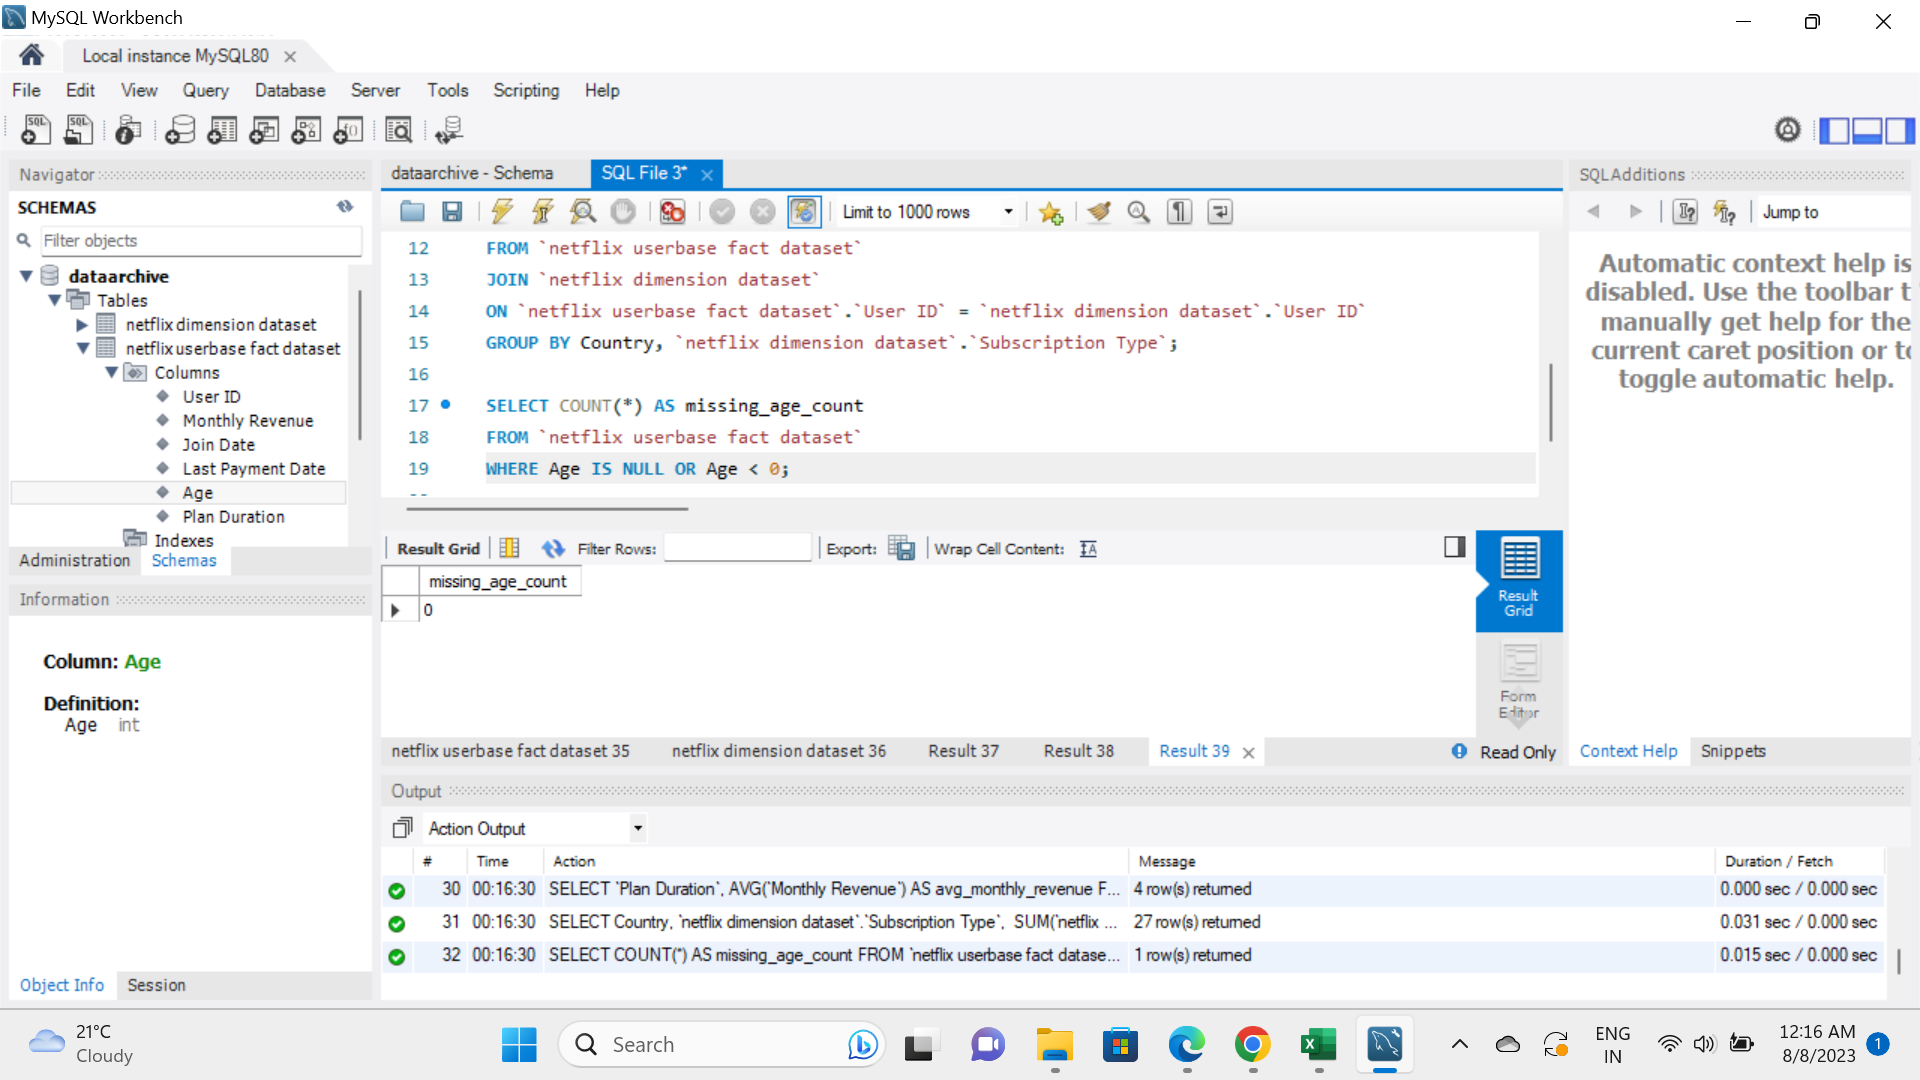 MySQL Workbench
Local instance MySQL80
File Edit View Query Database Server Tools Scripting Help
Navigator
SCHEMAS
Filter objects
dataarchive
Tables
netflix dimension dataset
netflix userbase fact dataset
Columns
User ID
Monthly Revenue
Join Date
Last Payment Date
Age
Plan Duration
Indexes
Administration Schemas
Information
Column: Age
Definition:
Age int
Object Info Session
dataarchive - Schema SQL File 3*
Limit to 1000 rows
12 FROM `netflix userbase fact dataset`
13 JOIN `netflix dimension dataset`
14 ON `netflix userbase fact dataset`.`User ID` = `netflix dimension dataset`.`User ID`
15 GROUP BY Country, `netflix dimension dataset`.`Subscription Type`;
16
17 SELECT COUNT(*) AS missing_age_count
18 FROM `netflix userbase fact dataset`
19 WHERE Age IS NULL OR Age < 0;
Result Grid Filter Rows: Export: Wrap Cell Content:
missing_age_count
0
Result
Grid
Form
Editor
netflix userbase fact dataset 35 netflix dimension dataset 36 Result 37 Result 38 Result 39 Read Only
SQLAdditions
Jump to
Automatic context help is
disabled. Use the toolbar t
manually get help for the
current caret position or to
toggle automatic help.
Context Help Snippets
Output
Action Output
# Time Action Message Duration / Fetch
30 00:16:30 SELECT `Plan Duration`, AVG(`Monthly Revenue`) AS avg_monthly_revenue F... 4 row(s) returned 0.000 sec / 0.000 sec
31 00:16:30 SELECT Country, `netflix dimension dataset`.`Subscription Type`, SUM(`netflix ... 27 row(s) returned 0.031 sec / 0.000 sec
32 00:16:30 SELECT COUNT(*) AS missing_age_count FROM `netflix userbase fact datase... 1 row(s) returned 0.015 sec / 0.000 sec
21°C
Cloudy
Search
ENG
IN
12:16 AM
8/8/2023
1